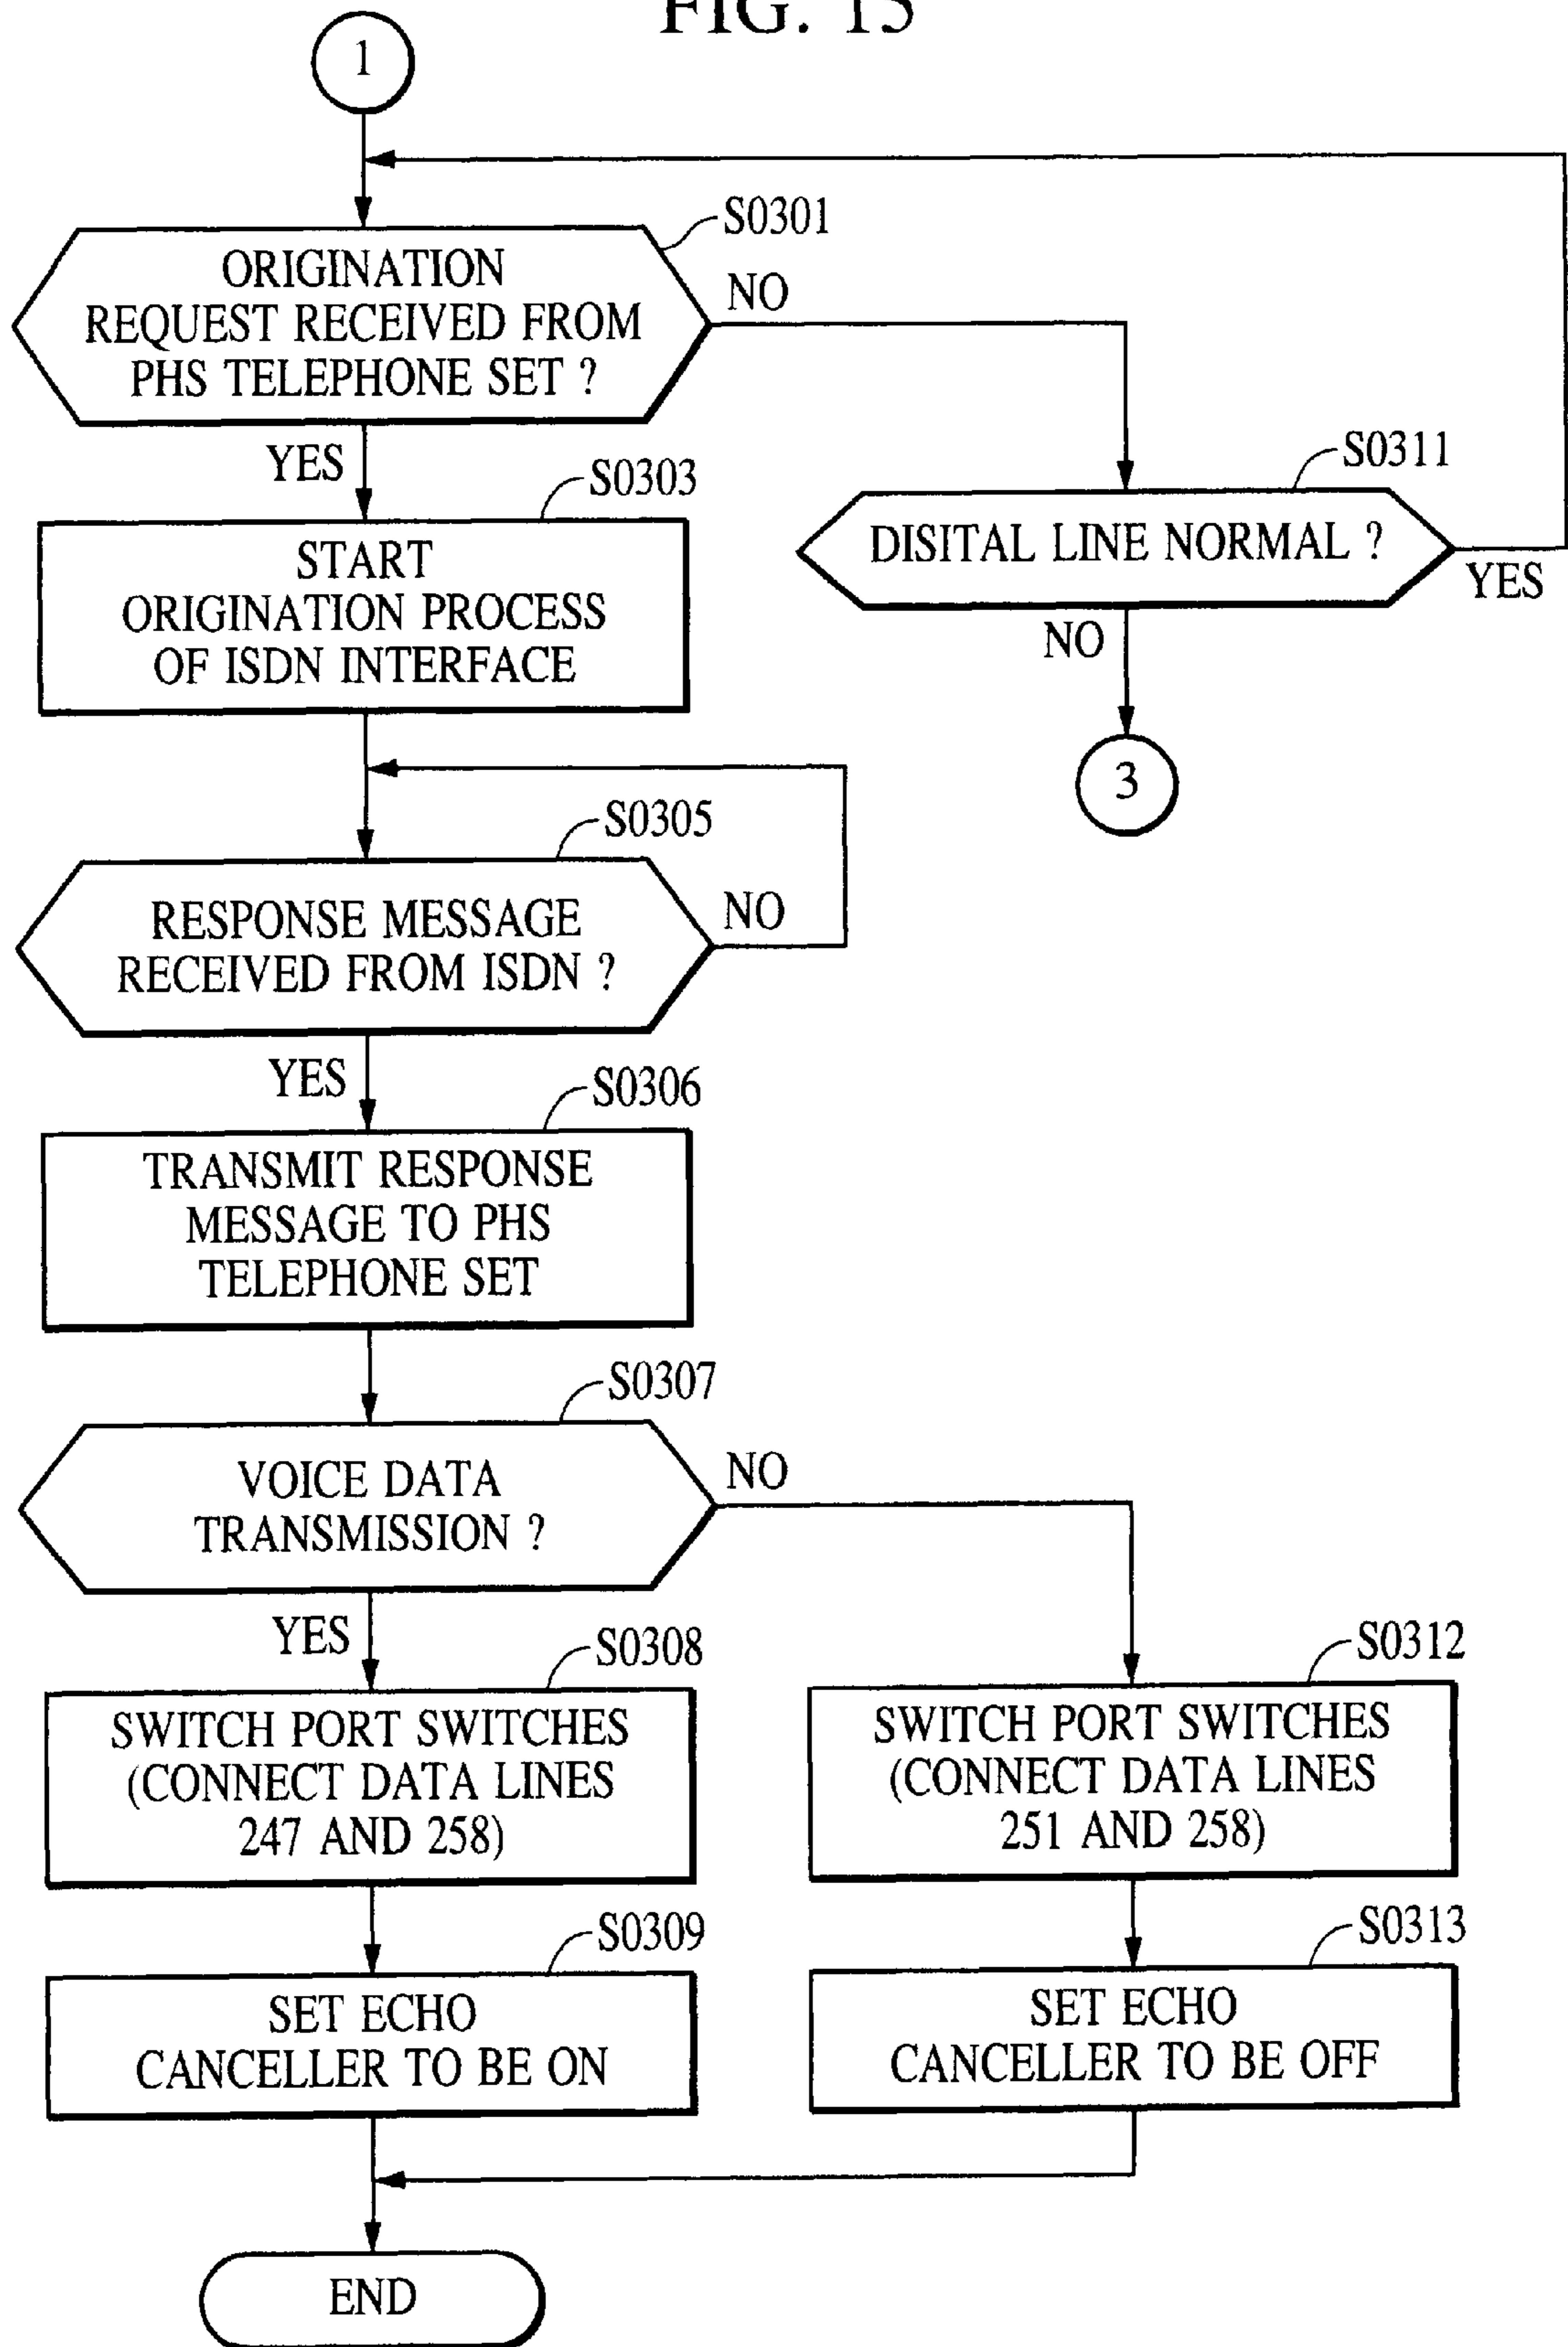 FIG. 15
1
S0301
ORIGINATION
REQUEST RECEIVED FROM
PHS TELEPHONE SET ?
NO
YES
S0311
DISITAL LINE NORMAL ?
YES
NO
3
S0303
START
ORIGINATION PROCESS
OF ISDN INTERFACE
S0305
RESPONSE MESSAGE
RECEIVED FROM ISDN ?
NO
YES
S0306
TRANSMIT RESPONSE
MESSAGE TO PHS
TELEPHONE SET
S0307
VOICE DATA
TRANSMISSION ?
NO
YES
S0308
SWITCH PORT SWITCHES
(CONNECT DATA LINES
247 AND 258)
S0312
SWITCH PORT SWITCHES
(CONNECT DATA LINES
251 AND 258)
S0309
SET ECHO
CANCELLER TO BE ON
S0313
SET ECHO
CANCELLER TO BE OFF
END